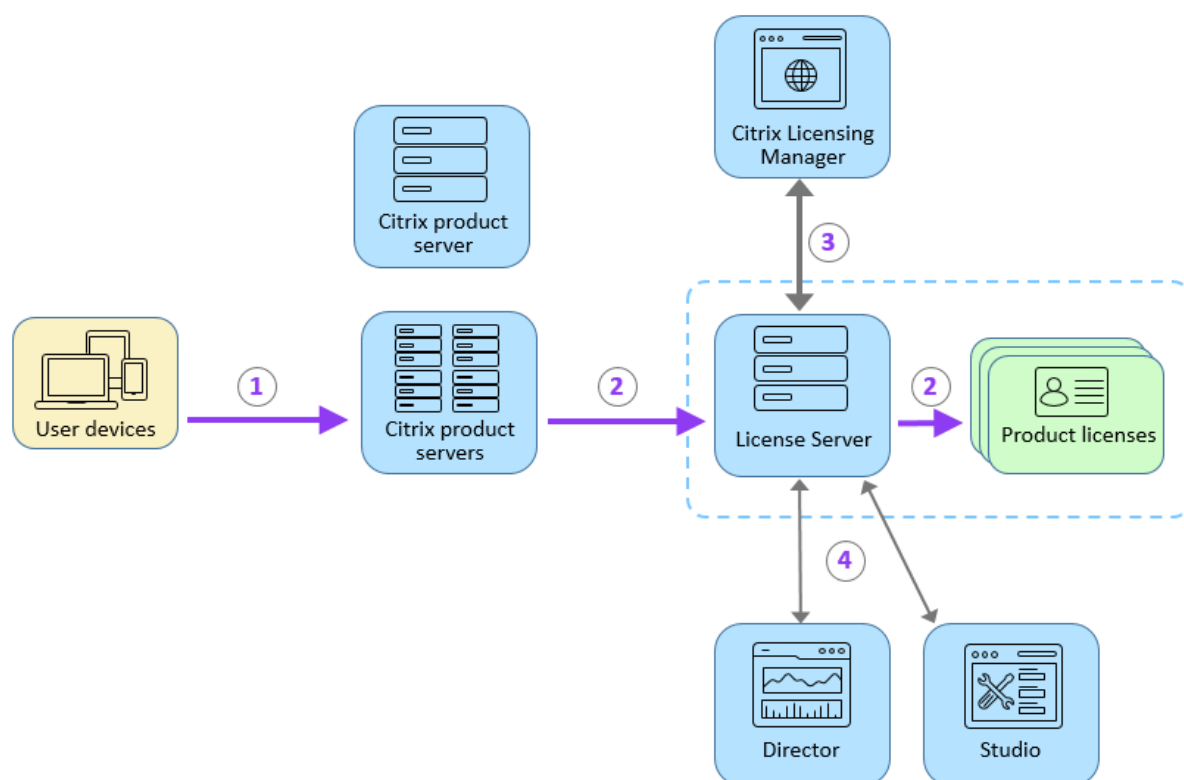 Citrix Licensing
Manager
Citrix product
server
3
1
2
2
User devices
Citrix product
servers
License Server
Product licenses
4
Director
Studio